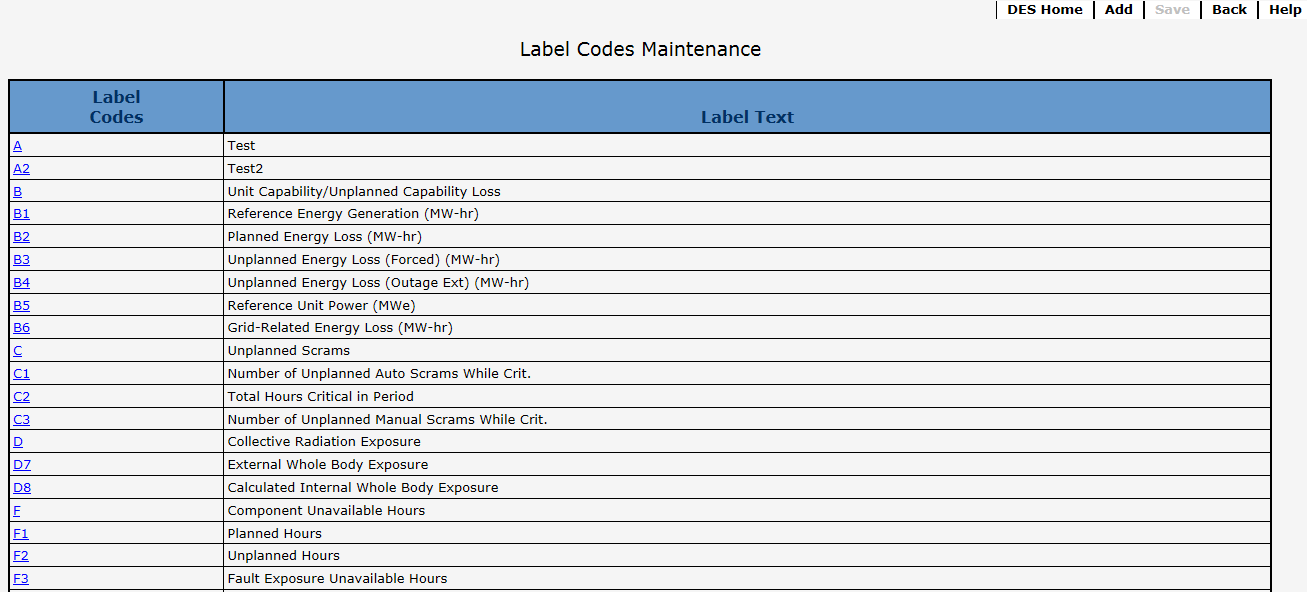 DES Home Add Save Back Help
Label Codes Maintenance
Label
Codes Label Text
A Test
A2 Test2
B Unit Capability/Unplanned Capability Loss
B1 Reference Energy Generation (MW-hr)
B2 Planned Energy Loss (MW-hr)
B3 Unplanned Energy Loss (Forced) (MW-hr)
B4 Unplanned Energy Loss (Outage Ext) (MW-hr)
B5 Reference Unit Power (MWe)
B6 Grid-Related Energy Loss (MW-hr)
C Unplanned Scrams
C1 Number of Unplanned Auto Scrams While Crit.
C2 Total Hours Critical in Period
C3 Number of Unplanned Manual Scrams While Crit.
D Collective Radiation Exposure
D7 External Whole Body Exposure
D8 Calculated Internal Whole Body Exposure
F Component Unavailable Hours
F1 Planned Hours
F2 Unplanned Hours
F3 Fault Exposure Unavailable Hours